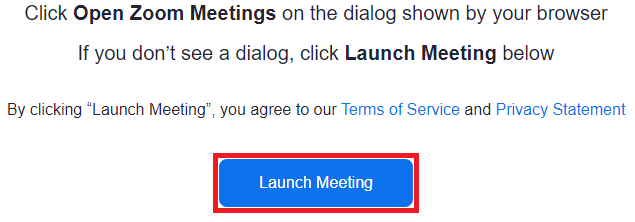 Click Open Zoom Meetings on the dialog shown by your browser
If you don’t see a dialog, click Launch Meeting below
By clicking “Launch Meeting”, you agree to our Terms of Service and Privacy Statement
Launch Meeting